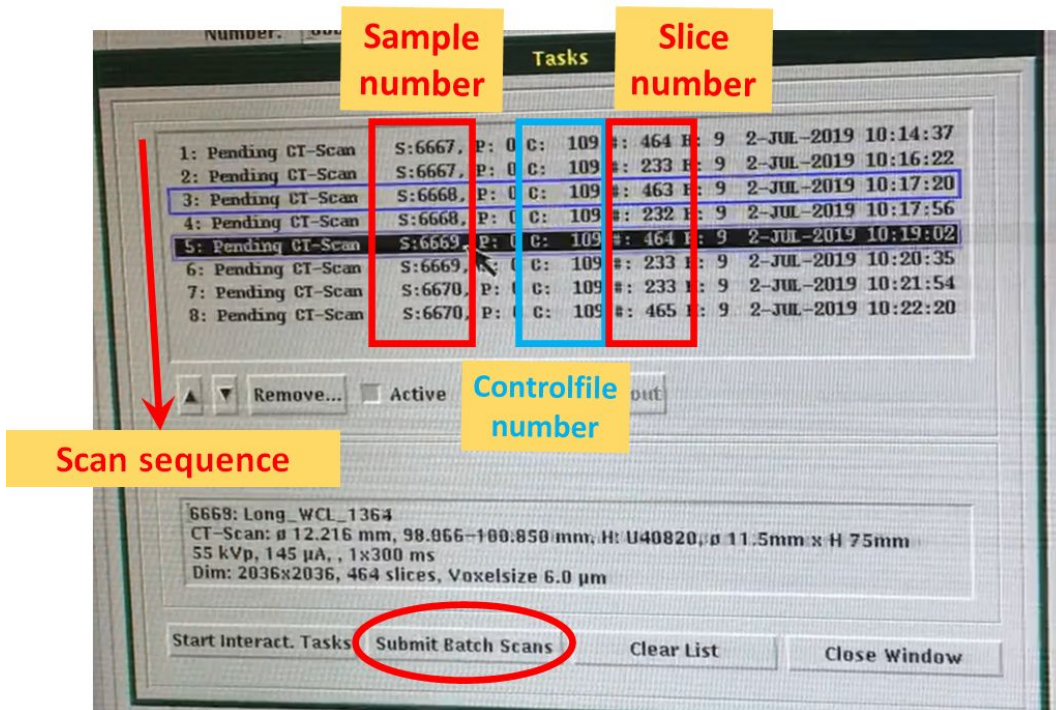 Number:
Sample number
Slice number
Tasks
1: Pending CT-Scan S:6667, P: 0 C: 109 #: 464 H: 9 2-JUL-2019 10:14:37
2: Pending CT-Scan S:6667, P: 0 C: 109 #: 233 H: 9 2-JUL-2019 10:16:22
3: Pending CT-Scan S:6668, P: 0 C: 109 #: 463 H: 9 2-JUL-2019 10:17:20
4: Pending CT-Scan S:6668, P: 0 C: 109 #: 232 H: 9 2-JUL-2019 10:17:56
5: Pending CT-Scan S:6669, P: 0 C: 109 #: 464 H: 9 2-JUL-2019 10:19:02
6: Pending CT-Scan S:6669, 0 C: 109 #: 233 H: 9 2-JUL-2019 10:20:35
7: Pending CT-Scan S:6670, P: 0 C: 109 #: 233 H: 9 2-JUL-2019 10:21:54
8: Pending CT-Scan S:6670, P: 0 C: 109 #: 465 H: 9 2-JUL-2019 10:22:20
Remove... Active
Controlfile number
out
Scan sequence
6669: Long_WCL_1364
CT-Scan: ø 12.216 mm, 98.066-100.850 mm, H: U40820, ø 11.5mm x H 75mm
55 kVp, 145 µA, , 1x300 ms
Dim: 2036x2036, 464 slices, Voxelsize 6.0 µm
Start Interact. Tasks Submit Batch Scans Clear List Close Window